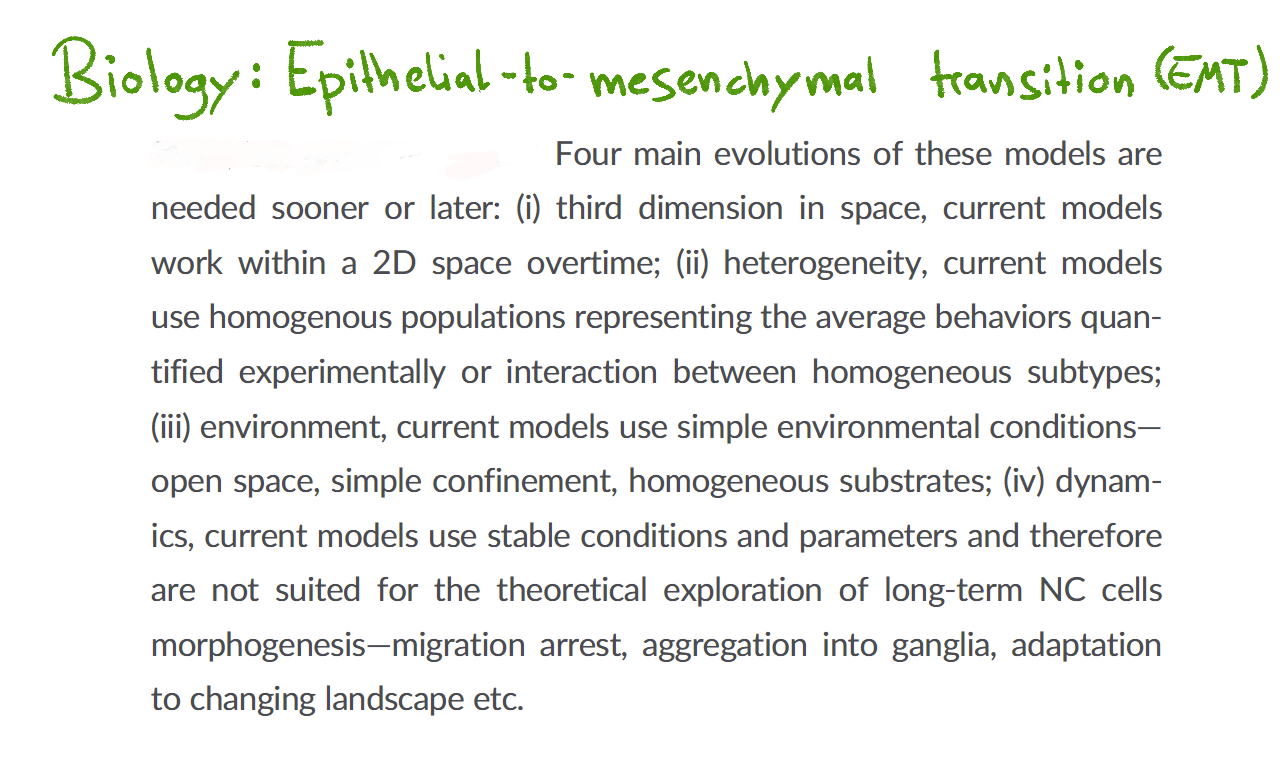 Biology: Epithelial-to-mesenchymal transition (EMT)
Four main evolutions of these models are
needed sooner or later: (i) third dimension in space, current models
work within a 2D space overtime; (ii) heterogeneity, current models
use homogenous populations representing the average behaviors quan-
tified experimentally or interaction between homogeneous subtypes;
(iii) environment, current models use simple environmental conditions—
open space, simple confinement, homogeneous substrates; (iv) dynam-
ics, current models use stable conditions and parameters and therefore
are not suited for the theoretical exploration of long-term NC cells
morphogenesis—migration arrest, aggregation into ganglia, adaptation
to changing landscape etc.